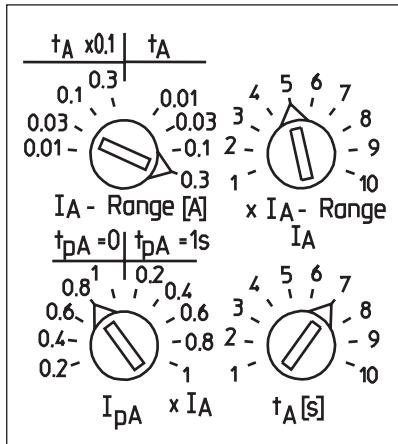 tA x0.1 tA
0.01 0.03 0.1 0.3 0.01 0.03 0.1 0.3
IA - Range [A]
1 2 3 4 5 6 7 8 9 10
x IA - Range
IA
tpA =0 tpA =1s
0.2 0.4 0.6 0.8 1 0.2 0.4 0.6 0.8 1
IpA x IA
1 2 3 4 5 6 7 8 9 10
tA [s]